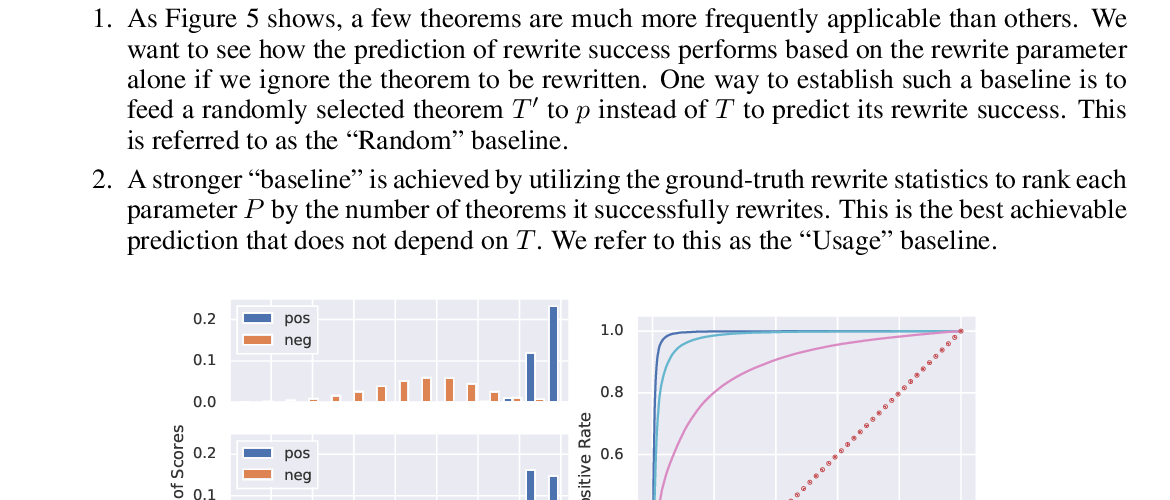 1. As Figure 5 shows, a few theorems are much more frequently applicable than others. We
want to see how the prediction of rewrite success performs based on the rewrite parameter
alone if we ignore the theorem to be rewritten. One way to establish such a baseline is to
feed a randomly selected theorem T′ to p instead of T to predict its rewrite success. This
is referred to as the “Random” baseline.
2. A stronger “baseline” is achieved by utilizing the ground-truth rewrite statistics to rank each
parameter P by the number of theorems it successfully rewrites. This is the best achievable
prediction that does not depend on T. We refer to this as the “Usage” baseline.
0.2
0.1
0.0
pos
neg
0.2
0.1
pos
neg
of Scores
1.0
0.8
0.6
sitive Rate